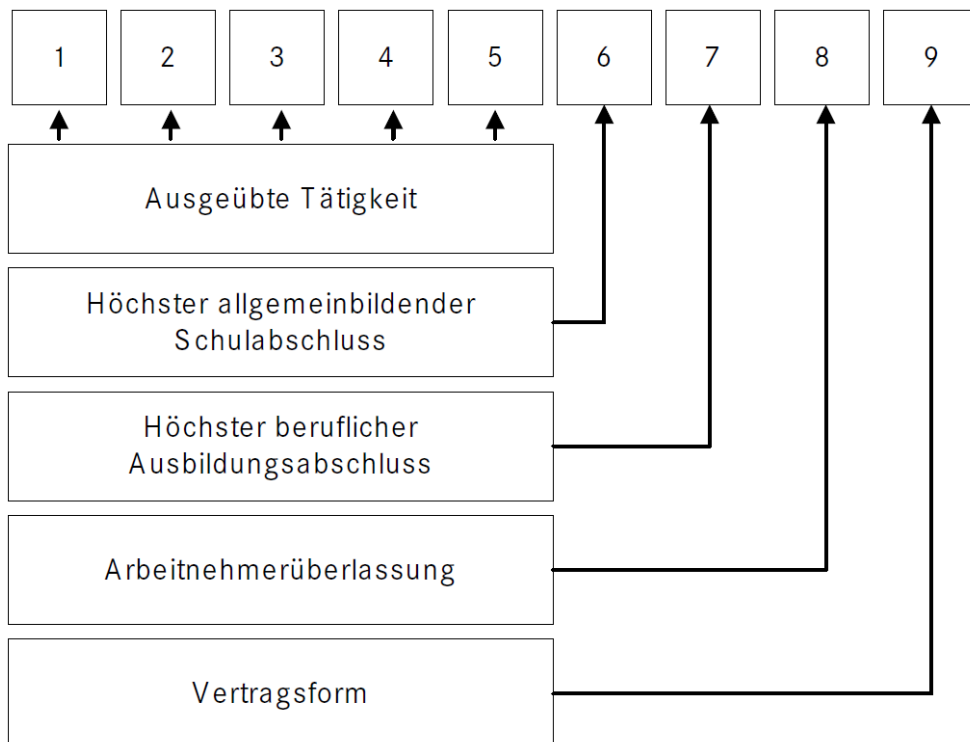 1 2 3 4 5 6 7 8 9
Ausgeübte Tätigkeit
Höchster allgemeinbildender
Schulabschluss
Höchster beruflicher
Ausbildungsabschluss
Arbeitnehmerüberlassung
Vertragsform